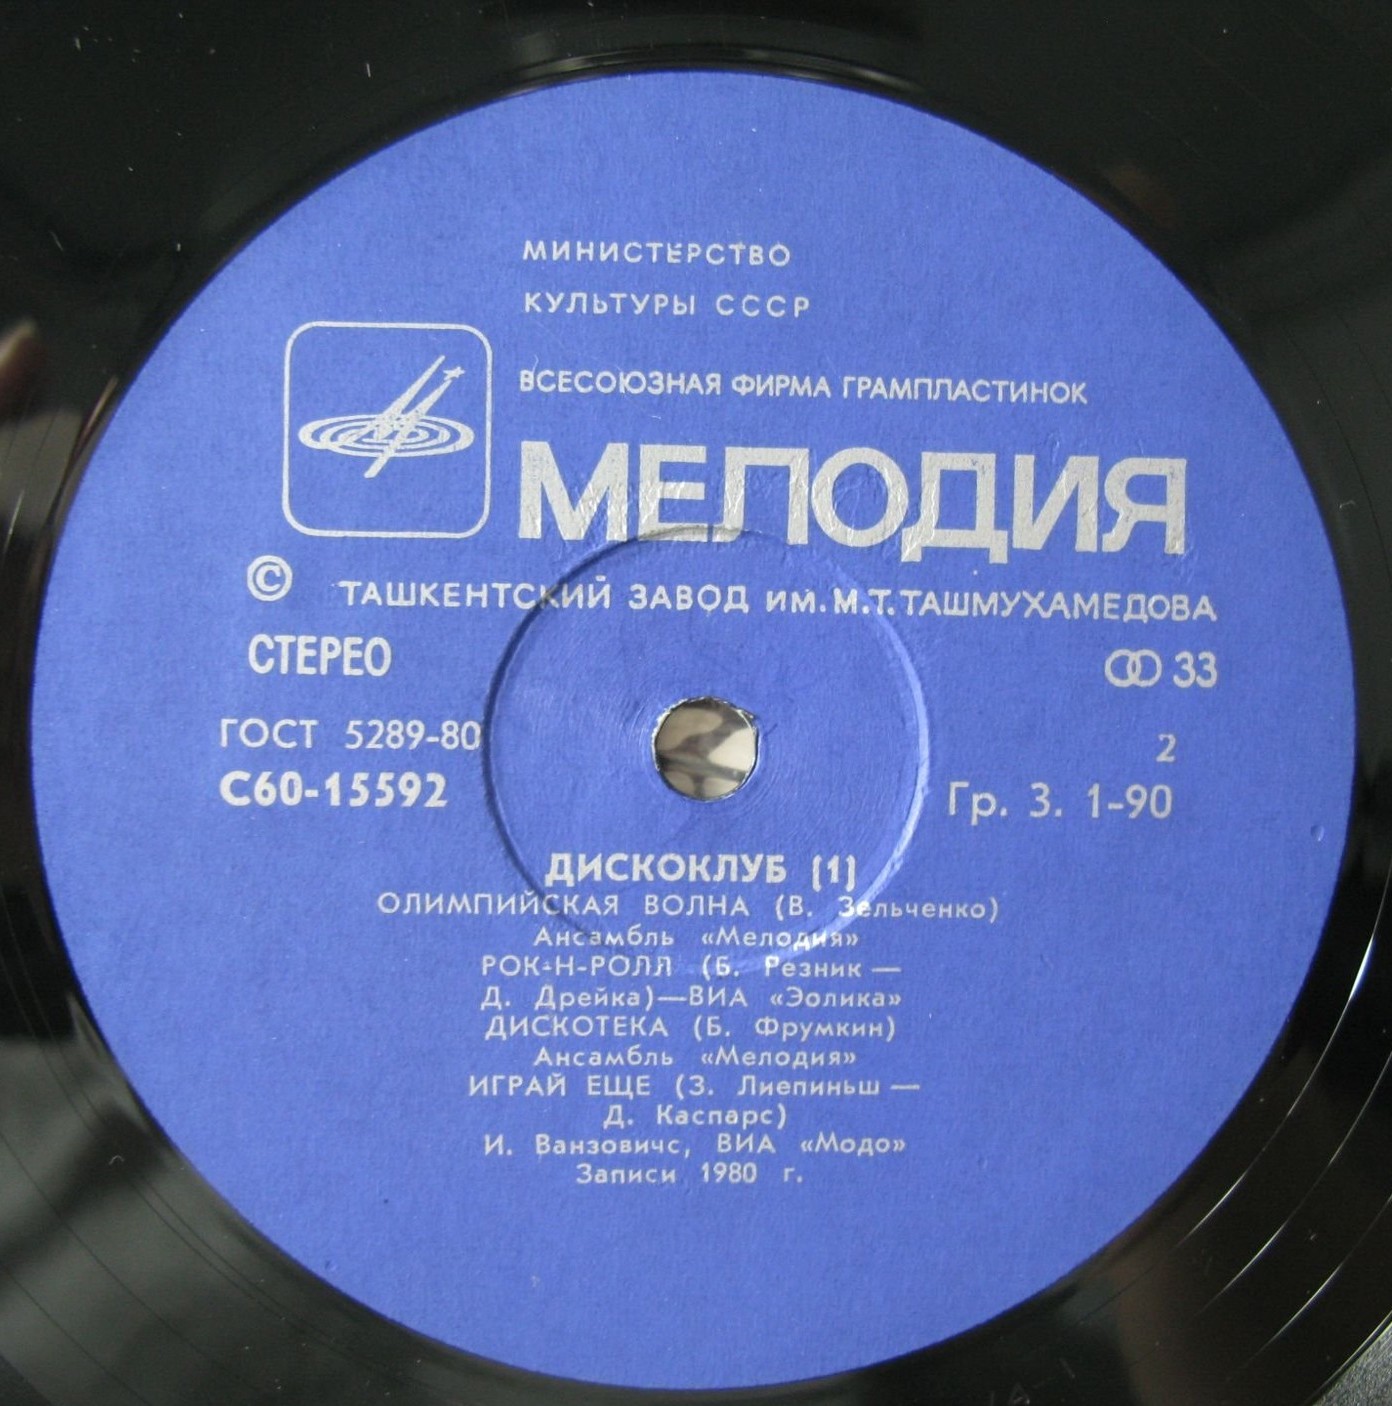 МИНИСТЕРСТВО
КУЛЬТУРЫ СССР
ВСЕСОЮЗНАЯ ФИРМА ГРАМПЛАСТИНОК
МЕЛОДИЯ
© ТАШКЕНТСКИЙ ЗАВОД ИМ. М.Т. ТАШМУХАМЕДОВА
СТЕРЕО
33
ГОСТ 5289-80
2
С60-15592
Гр. 3. 1-90
ДИСКОКЛУБ (1)
ОЛИМПИЙСКАЯ ВОЛНА (В. Зельченко)
Ансамбль «Мелодия»
РОК-Н-РОЛЛ (Б. Резник —
Д. Дрейка)—ВИА «Эолика»
ДИСКОТЕКА (Б. Фрумкин)
Ансамбль «Мелодия»
ИГРАЙ ЕЩЕ (З. Лиепиньш —
Д. Каспарс)
И. Ванзовичс, ВИА «Модо»
Записи 1980 г.